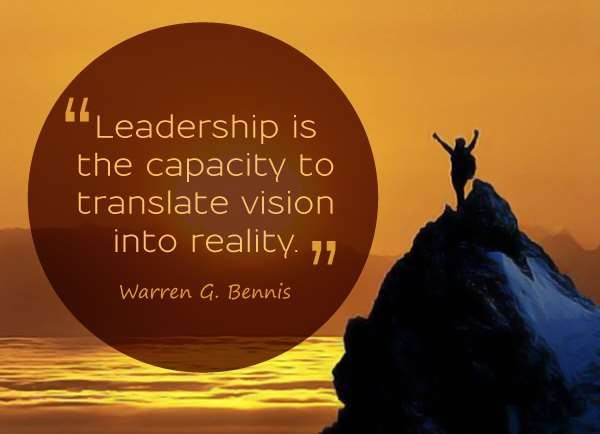 “Leadership is
the capacity to
translate vision
into reality.”
Warren G. Bennis